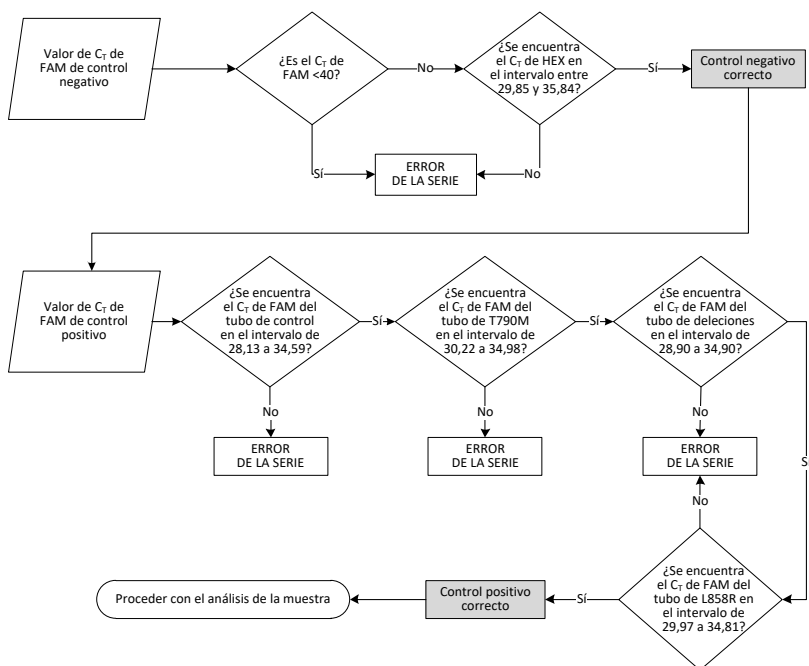 Valor de CT de
FAM de control
negativo
¿Es el CT de
FAM <40?
No
¿Se encuentra
el CT de HEX en
el intervalo entre
29,85 y 35,84?
Sí
Control negativo
correcto
Sí
ERROR
DE LA SERIE
No
Valor de CT de
FAM de control
positivo
¿Se encuentra
el CT de FAM del
tubo de control
en el intervalo de
28,13 a 34,59?
Sí
¿Se encuentra
el CT de FAM del
tubo de T790M
en el intervalo de
30,22 a 34,98?
Sí
¿Se encuentra
el CT de FAM del
tubo de deleciones
en el intervalo de
28,90 a 34,90?
No
No
No
ERROR
DE LA SERIE
ERROR
DE LA SERIE
ERROR
DE LA SERIE
Sí
No
¿Se encuentra
el CT de FAM del
tubo de L858R en
el intervalo de
29,97 a 34,81?
Sí
Control positivo
correcto
Proceder con el análisis de la muestra